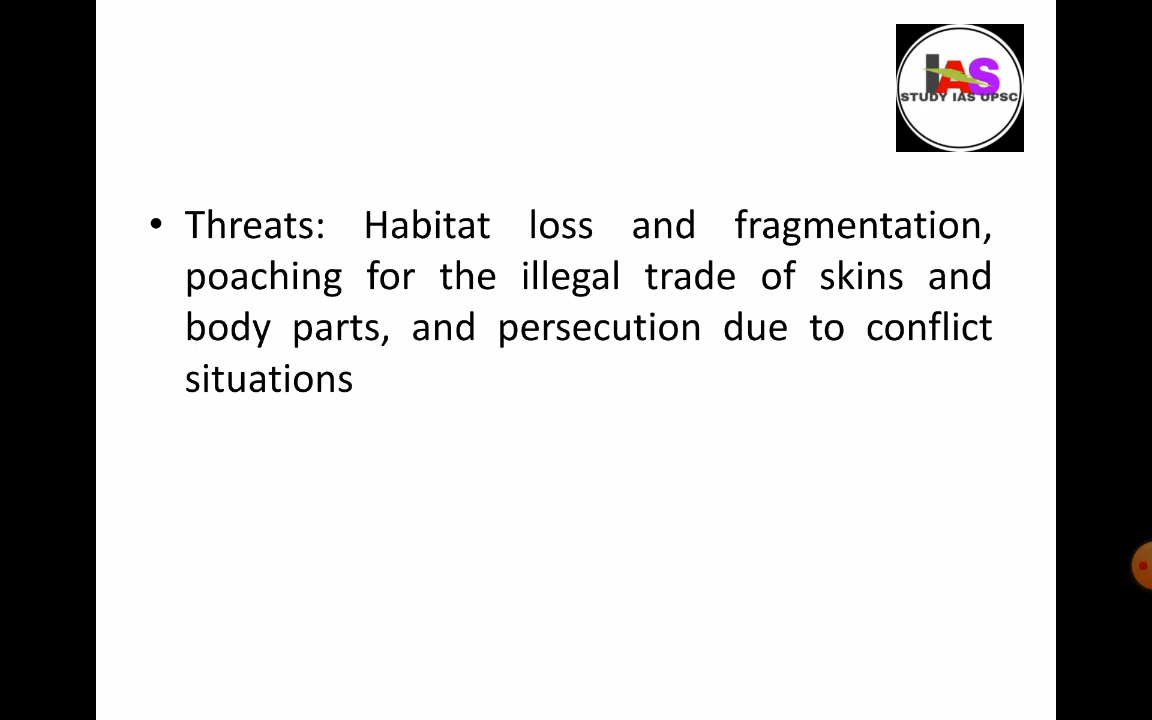 IAS
STUDY IAS UPSC
• Threats: Habitat loss and fragmentation,
poaching for the illegal trade of skins and
body parts, and persecution due to conflict
situations